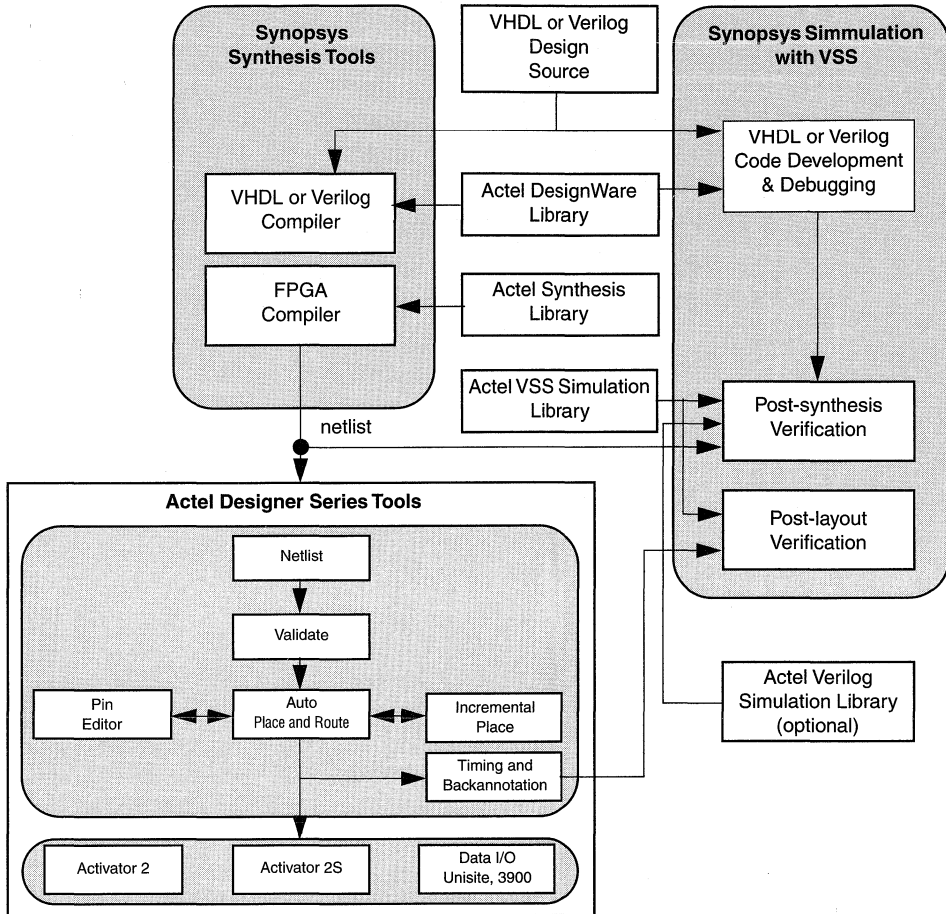 Synopsys
Synthesis Tools
VHDL or Verilog
Design
Source
Synopsys Simmulation
with VSS
VHDL or Verilog
Code Development
& Debugging
VHDL or Verilog
Compiler
Actel DesignWare
Library
FPGA
Compiler
Actel Synthesis
Library
Actel VSS Simulation
Library
Post-synthesis
Verification
netlist
Actel Designer Series Tools
Post-layout
Verification
Netlist
Validate
Pin
Editor
Auto
Place and Route
Incremental
Place
Timing and
Backannotation
Actel Verilog
Simulation Library
(optional)
Activator 2
Activator 2S
Data I/O
Unisite, 3900